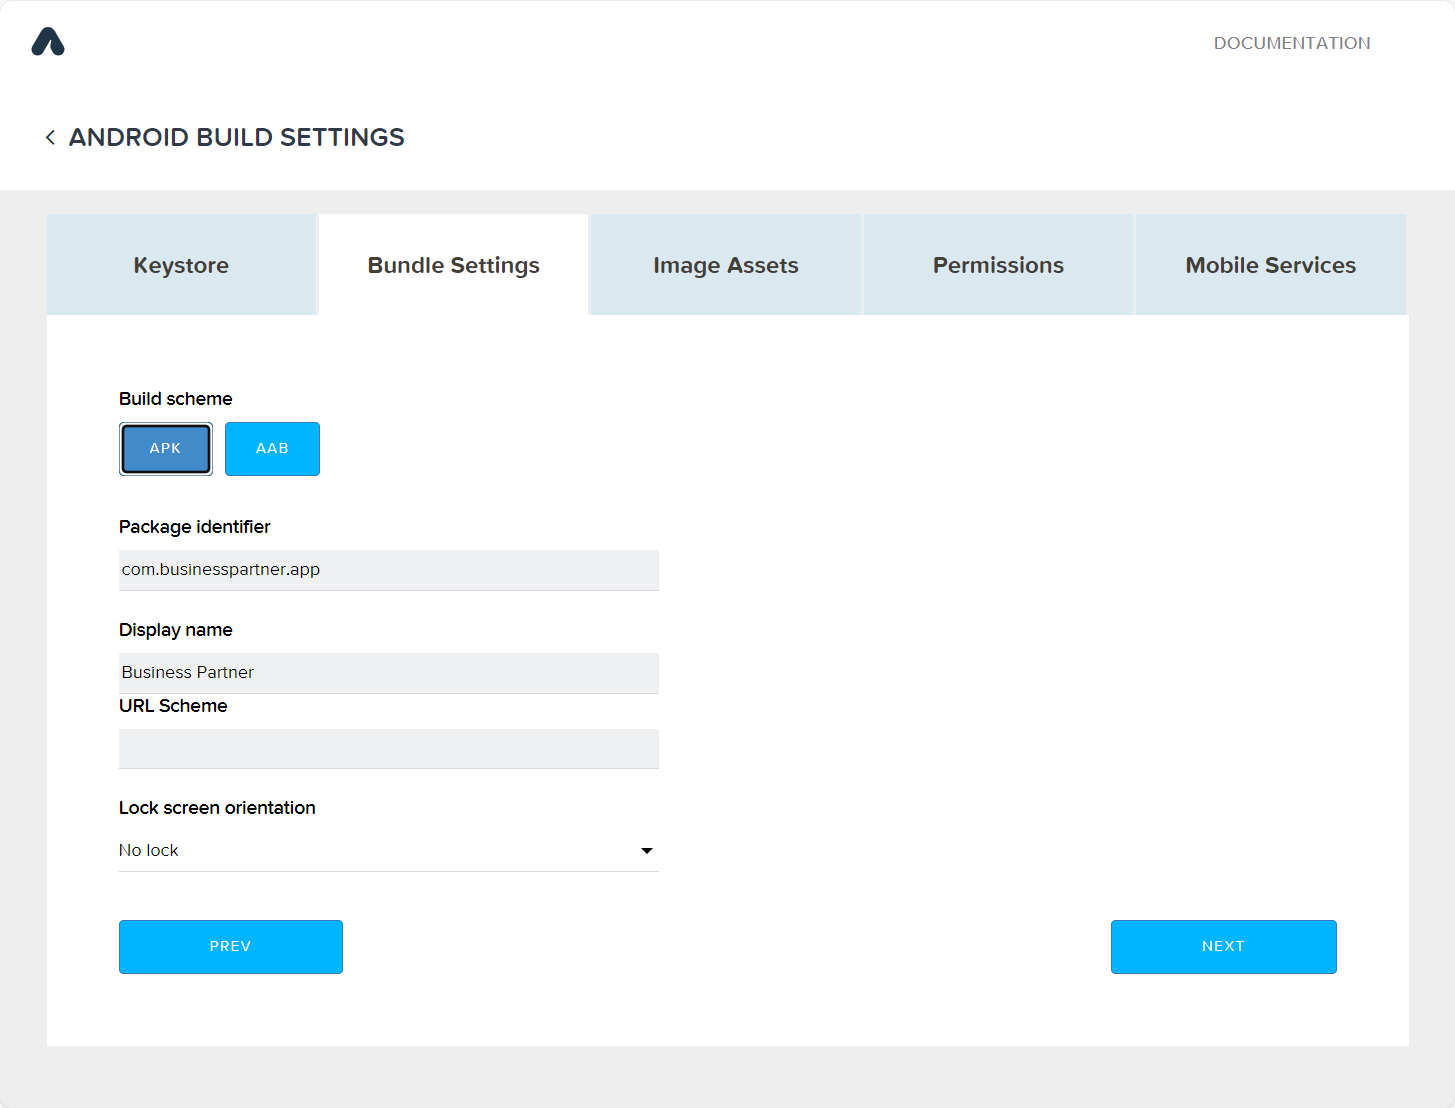 DOCUMENTATION
ANDROID BUILD SETTINGS
Keystore
Bundle Settings
Image Assets
Permissions
Mobile Services
Build scheme
APK
AAB
Package identifier
com.businesspartner.app
Display name
Business Partner
URL Scheme
Lock screen orientation
No lock
PREV
NEXT